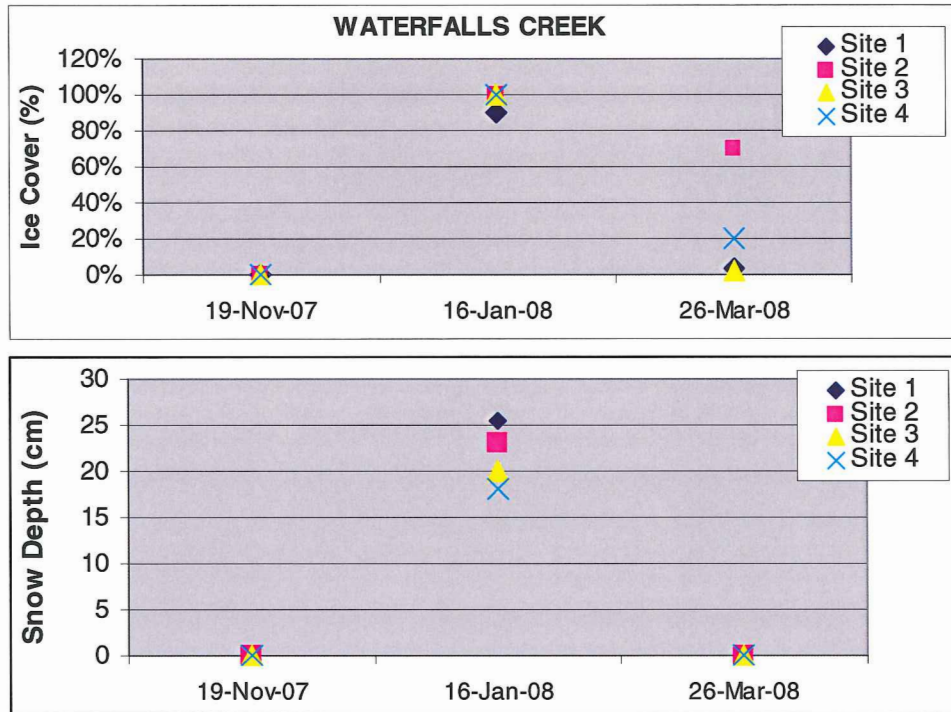 WATERFALLS CREEK
Ice Cover (%)
120%
100%
80%
60%
40%
20%
0%
19-Nov-07 16-Jan-08 26-Mar-08
Site 1
Site 2
Site 3
Site 4
Snow Depth (cm)
30
25
20
15
10
5
0
19-Nov-07 16-Jan-08 26-Mar-08
Site 1
Site 2
Site 3
Site 4